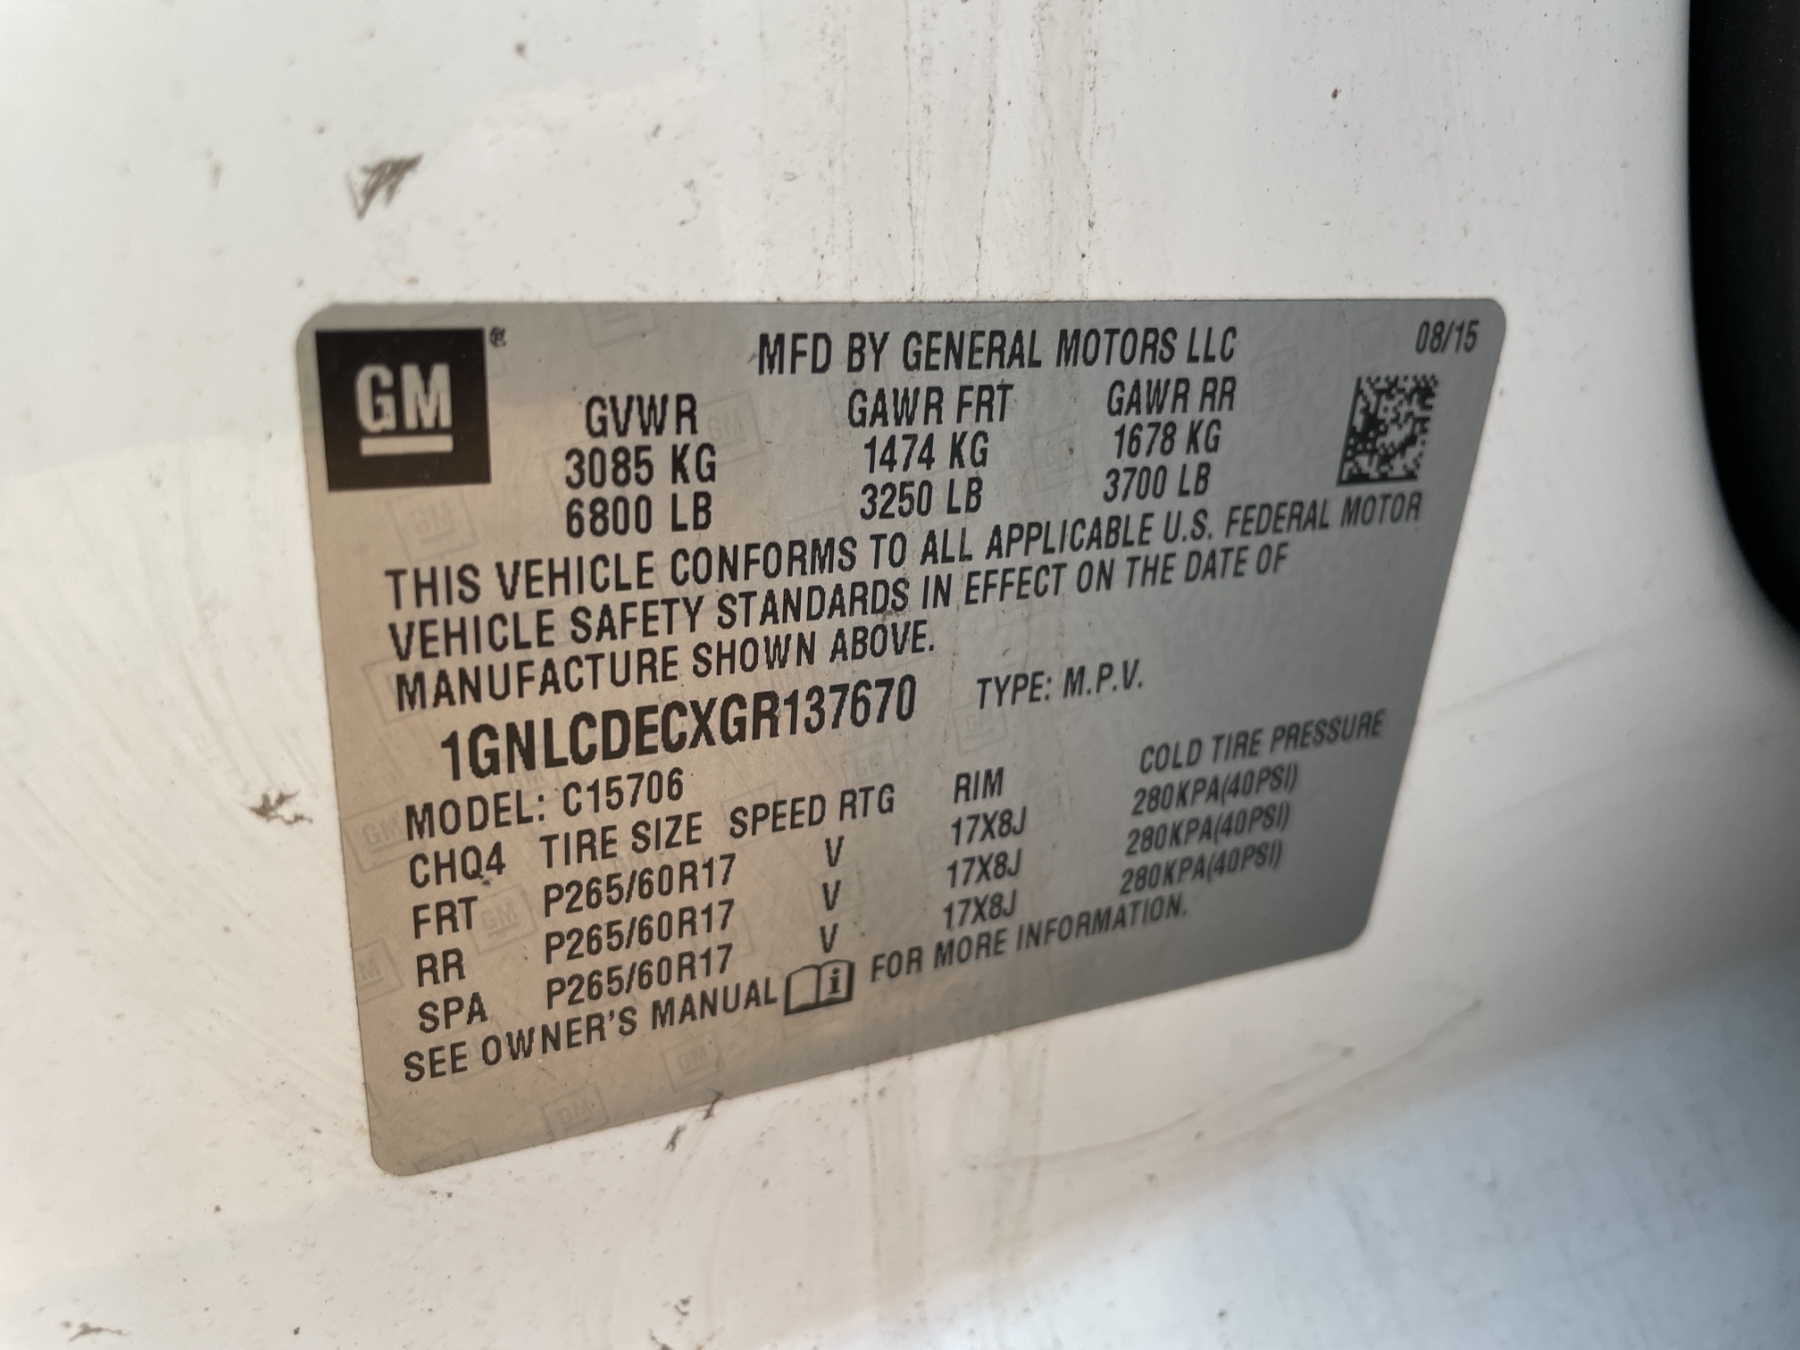 GM ®
MFD BY GENERAL MOTORS LLC 08/15
GVWR GAWR FRT GAWR RR
3085 KG 1474 KG 1678 KG
6800 LB 3250 LB 3700 LB
THIS VEHICLE CONFORMS TO ALL APPLICABLE U.S. FEDERAL MOTOR
VEHICLE SAFETY STANDARDS IN EFFECT ON THE DATE OF
MANUFACTURE SHOWN ABOVE.
1GNLCDECXGR137670 TYPE: M.P.V.
MODEL: C15706
CHQ4 TIRE SIZE SPEED RTG RIM COLD TIRE PRESSURE
FRT P265/60R17 V 17X8J 280KPA(40PSI)
RR P265/60R17 V 17X8J 280KPA(40PSI)
SPA P265/60R17 V 17X8J 280KPA(40PSI)
SEE OWNER'S MANUAL i FOR MORE INFORMATION.